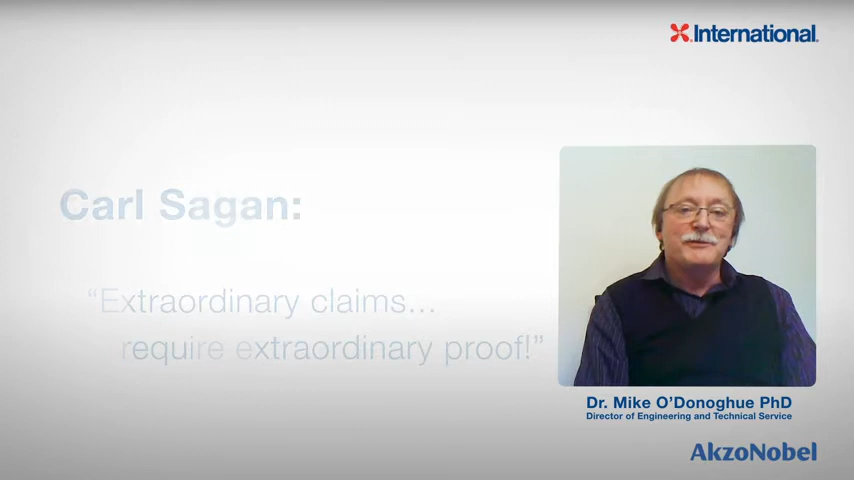 International.
Carl Sagan:
“Extraordinary claims...
require extraordinary proof!”
Dr. Mike O’Donoghue PhD
Director of Engineering and Technical Service
AkzoNobel